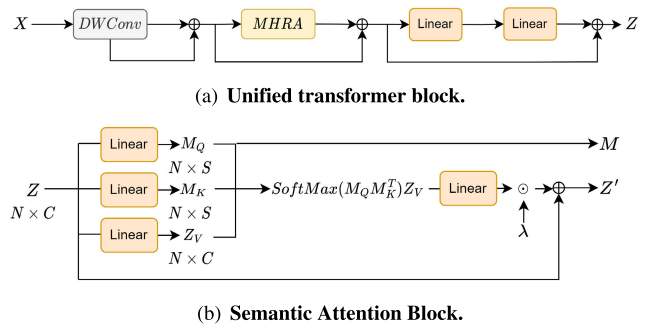 X DWConv ⊕ MHRA ⊕ Linear Linear ⊕ Z
(a) Unified transformer block.
Linear M_Q M
N × S
Z Linear M_K SoftMax(M_Q M_K^T)Z_V Linear ⊙ ⊕ Z'
N × C N × S λ
Linear Z_V
N × C
(b) Semantic Attention Block.